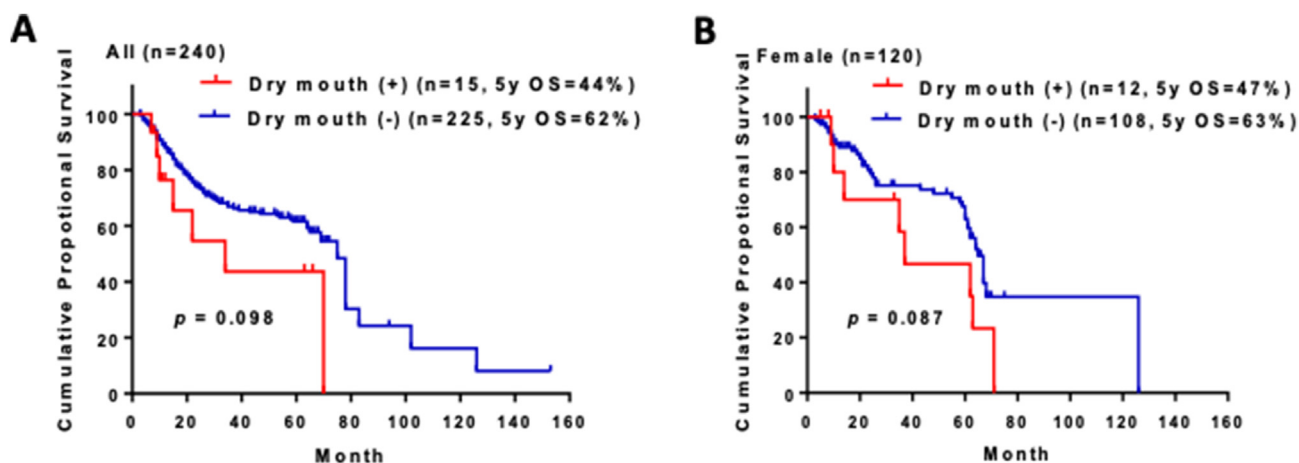 A
All (n=240)
Dry mouth (+) (n=15, 5y OS=44%)
Dry mouth (-) (n=225, 5y OS=62%)
Cumulative Propotional Survival
100
80
60
40
20
0
p = 0.098
0 20 40 60 80 100 120 140 160
Month
B
Female (n=120)
Dry mouth (+) (n=12, 5y OS=47%)
Dry mouth (-) (n=108, 5y OS=63%)
Cumulative Propotional Survival
100
80
60
40
20
0
p = 0.087
0 20 40 60 80 100 120 140 160
Month